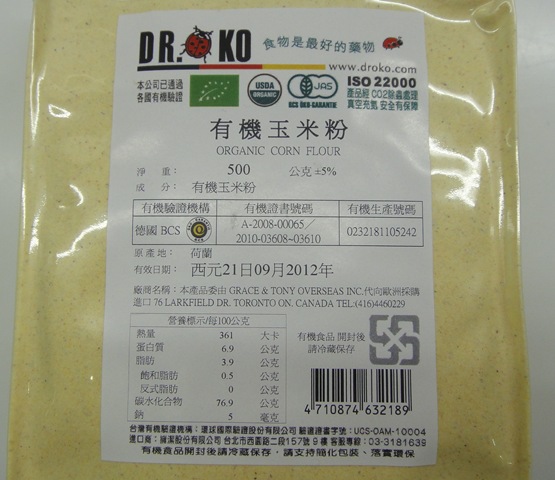 DR. KO 食物是最好的藥物
www.droko.com
本公司已通過
各國有機驗證
USDA
ORGANIC
JAS
BCS ÖKO-GARANTIE
ISO 22000
產品經 CO2除蟲處理
真空充氣 安全有保障
有機玉米粉
ORGANIC CORN FLOUR
淨 重: 500 公克 ±5%
成 分: 有機玉米粉
有機驗證機構 有機證書號碼 有機生產號碼
德國 BCS A-2008-00065/ 2010-03608~03610 0232181105242
原產地: 荷蘭
有效日期: 西元21日09月2012年
廠商名稱:本產品委由 GRACE & TONY OVERSEAS INC.代向歐洲採購
進口 76 LARKFIELD DR. TORONTO ON. CANADA TEL:(416)4460229
營養標示/每100公克
熱量 361 大卡
蛋白質 6.9 公克
脂肪 3.9 公克
飽和脂肪 0.5 公克
反式脂肪 0 公克
碳水化合物 76.9 公克
鈉 5 毫克
有機食品 開封後
請冷藏保存
4710874632189
台灣有機驗證機構:環球國際驗證股份有限公司 驗證證書字號:UCS-OAM-10004
進口商:臻潔股份有限公司 台北市西園路二段157號 9 樓 客服專線:03-3181639
有機食品開封後請冷藏保存,請支持簡化包裝、落實環保